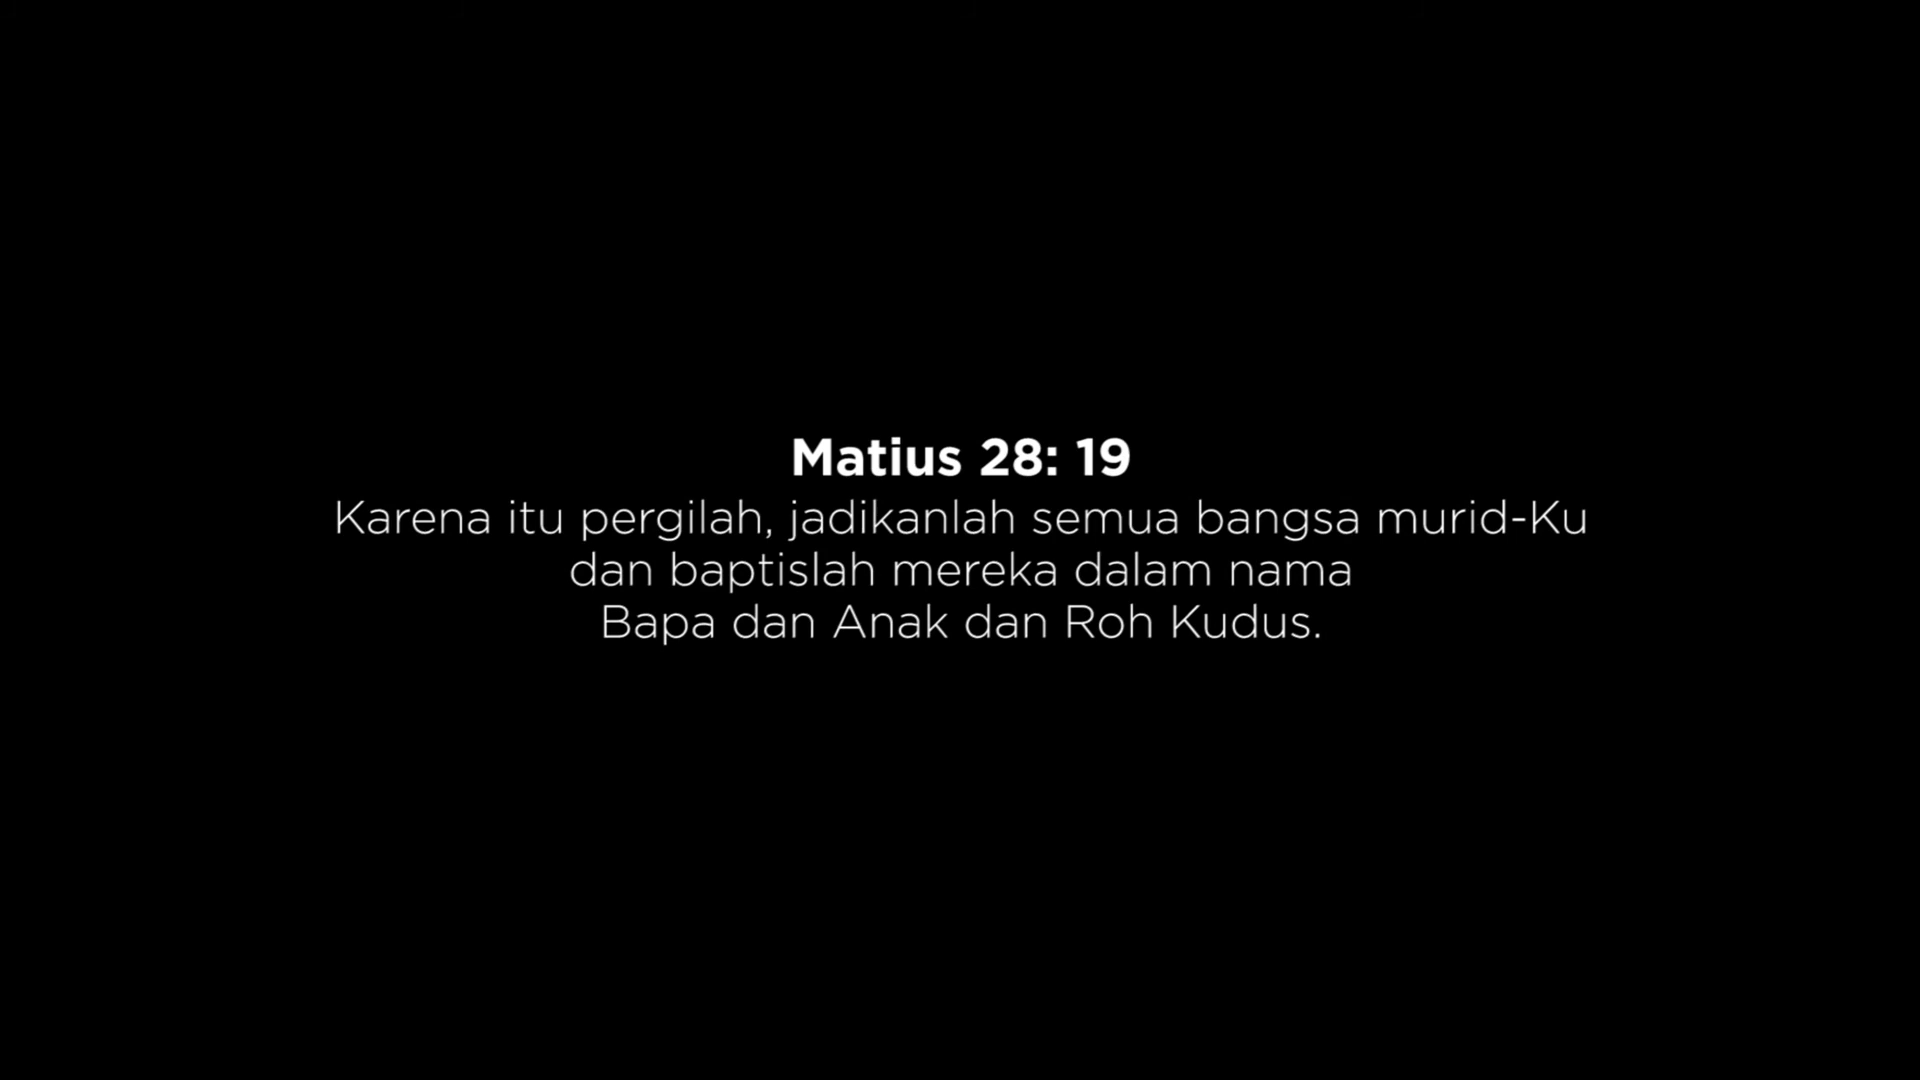 Matius 28: 19
Karena itu pergilah, jadikanlah semua bangsa murid-Ku
dan baptislah mereka dalam nama
Bapa dan Anak dan Roh Kudus.